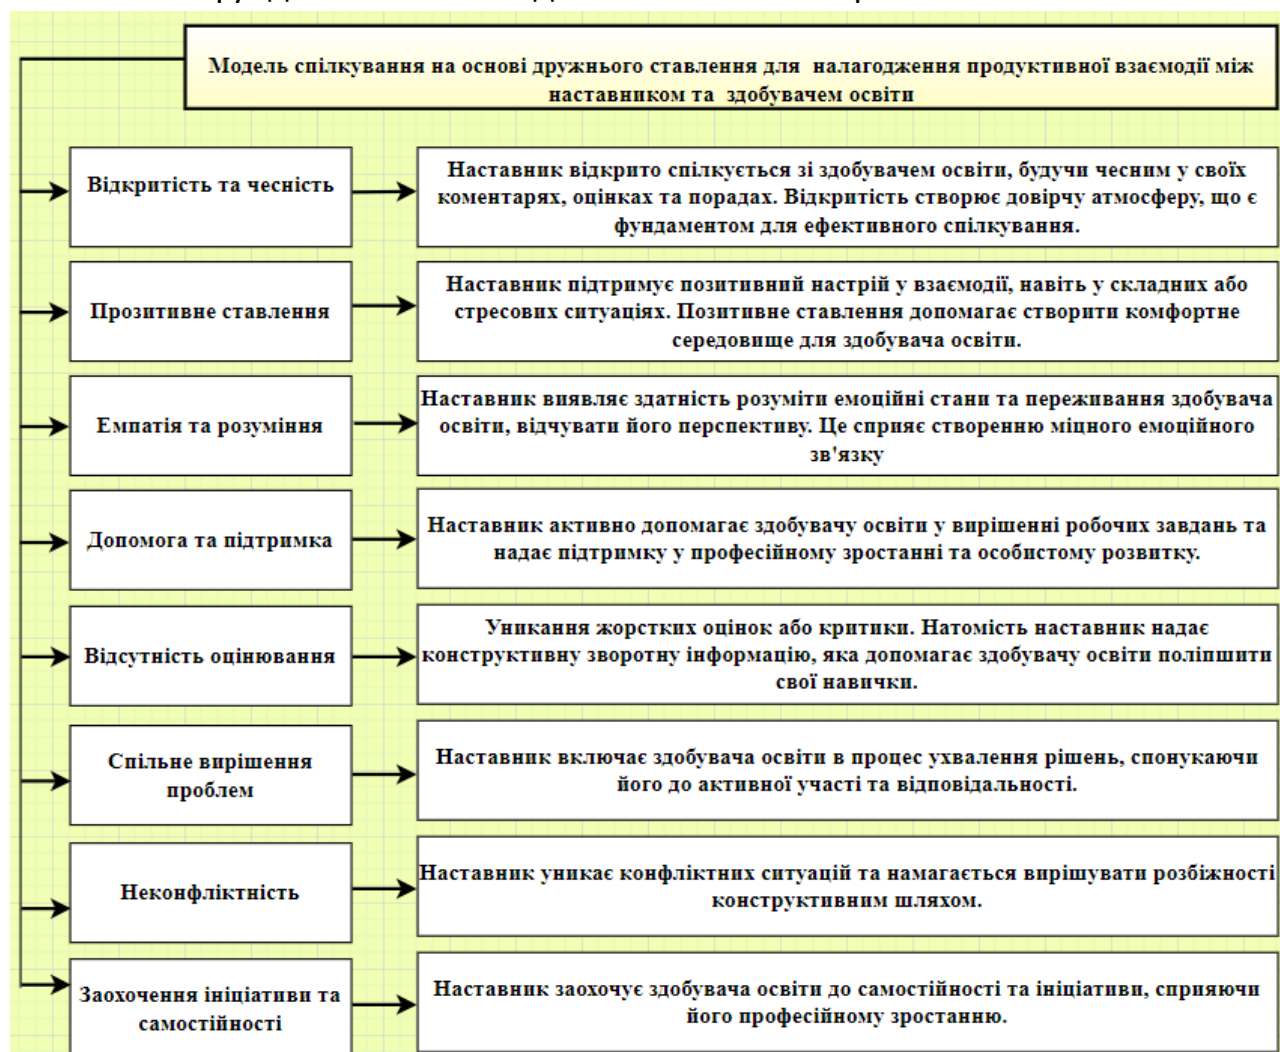 Модель спілкування на основі дружнього ставлення для налагодження продуктивної взаємодії між
наставником та здобувачем освіти
Відкритість та чесність
Наставник відкрито спілкується зі здобувачем освіти, будучи чесним у своїх
коментарях, оцінках та порадах. Відкритість створює довірчу атмосферу, що є
фундаментом для ефективного спілкування.
Прозитивне ставлення
Наставник підтримує позитивний настрій у взаємодії, навіть у складних або
стресових ситуаціях. Позитивне ставлення допомагає створити комфортне
середовище для здобувача освіти.
Емпатія та розуміння
Наставник виявляє здатність розуміти емоційні стани та переживання здобувача
освіти, відчувати його перспективу. Це сприяє створенню міцного емоційного
зв'язку
Допомога та підтримка
Наставник активно допомагає здобувачу освіти у вирішенні робочих завдань та
надає підтримку у професійному зростанні та особистому розвитку.
Відсутність оцінювання
Уникання жорстких оцінок або критики. Натомість наставник надає
конструктивну зворотну інформацію, яка допомагає здобувачу освіти поліпшити
свої навички.
Спільне вирішення
проблем
Наставник включає здобувача освіти в процес ухвалення рішень, спонукаючи
його до активної участі та відповідальності.
Неконфліктність
Наставник уникає конфліктних ситуацій та намагається вирішувати розбіжності
конструктивним шляхом.
Заохочення ініціативи та
самостійності
Наставник заохочує здобувача освіти до самостійності та ініціативи, сприяючи
його професійному зростанню.